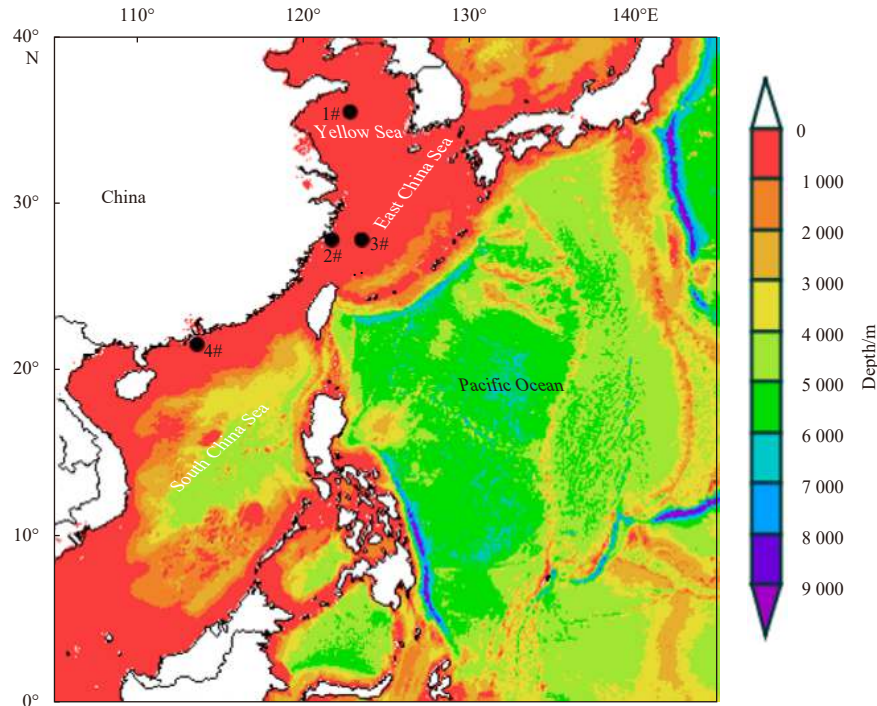 110° 120° 130° 140°E
40°
N
30°
20°
10°
0°
1#
Yellow Sea
East China Sea
China
2# 3#
4#
Pacific Ocean
South China Sea
0
1 000
2 000
3 000
4 000
5 000
6 000
7 000
8 000
9 000
Depth/m